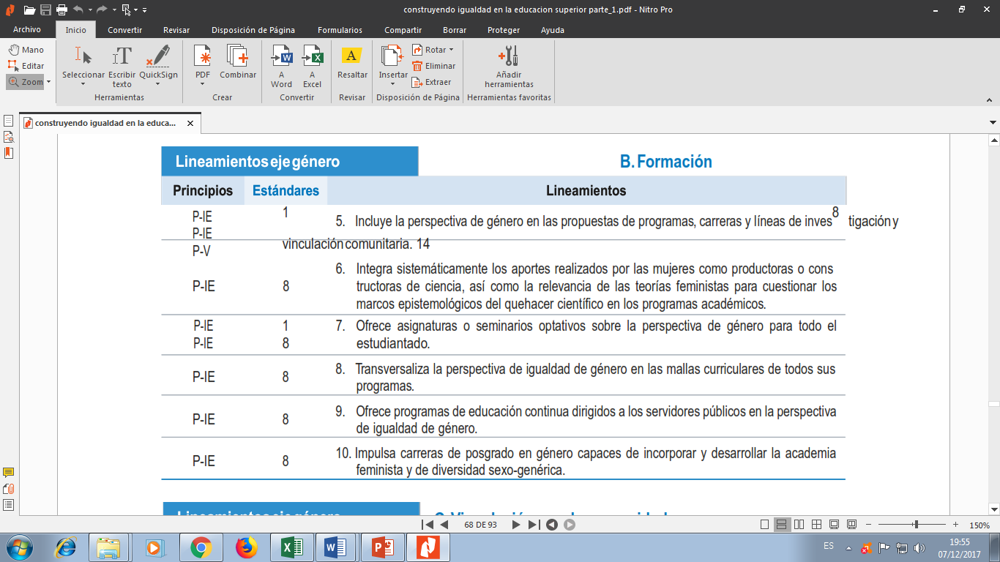 construyendo igualdad en la educacion superior parte_1.pdf - Nitro Pro
Archivo Inicio Convertir Revisar Disposición de Página Formularios Compartir Borrar Proteger Ayuda
Mano
Editar
Zoom
Seleccionar
Escribir texto
QuickSign
Herramientas
PDF
Combinar
Crear
A Word
A Excel
Convertir
Resaltar
Revisar
Insertar
Rotar
Eliminar
Extraer
Disposición de Página
Añadir herramientas
Herramientas favoritas
construyendo igualdad en la educa...
Lineamientos eje género B. Formación
Principios Estándares Lineamientos
P-IE 1 5. Incluye la perspectiva de género en las propuestas de programas, carreras y líneas de inves8 tigación y
P-IE
P-V vinculación comunitaria. 14
6. Integra sistemáticamente los aportes realizados por las mujeres como productoras o cons
P-IE 8 tructoras de ciencia, así como la relevancia de las teorías feministas para cuestionar los
marcos epistemológicos del quehacer científico en los programas académicos.
P-IE 1 7. Ofrece asignaturas o seminarios optativos sobre la perspectiva de género para todo el
P-IE 8 estudiantado.
P-IE 8 8. Transversaliza la perspectiva de igualdad de género en las mallas curriculares de todos sus
programas.
P-IE 8 9. Ofrece programas de educación continua dirigidos a los servidores públicos en la perspectiva
de igualdad de género.
P-IE 8 10. Impulsa carreras de posgrado en género capaces de incorporar y desarrollar la academia
feminista y de diversidad sexo-genérica.
68 DE 93
150%
ES
19:55
07/12/2017